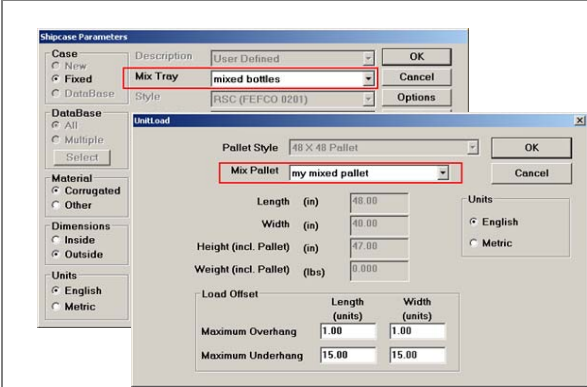 Shipcase Parameters
Case
New
Fixed
DataBase
Description
User Defined
OK
Mix Tray
mixed bottles
Cancel
Style
RSC (FEFCO 0201)
Options
DataBase
All
Multiple
Select
Material
Corrugated
Other
Dimensions
Inside
Outside
Units
English
Metric
UnitLoad
Pallet Style
48 X 48 Pallet
OK
Mix Pallet
my mixed pallet
Cancel
Length (in) 48.00
Width (in) 40.00
Height (incl. Pallet) (in) 47.00
Weight (incl. Pallet) (lbs) 0.000
Units
English
Metric
Load Offset
Length Width
(units) (units)
Maximum Overhang 1.00 1.00
Maximum Underhang 15.00 15.00